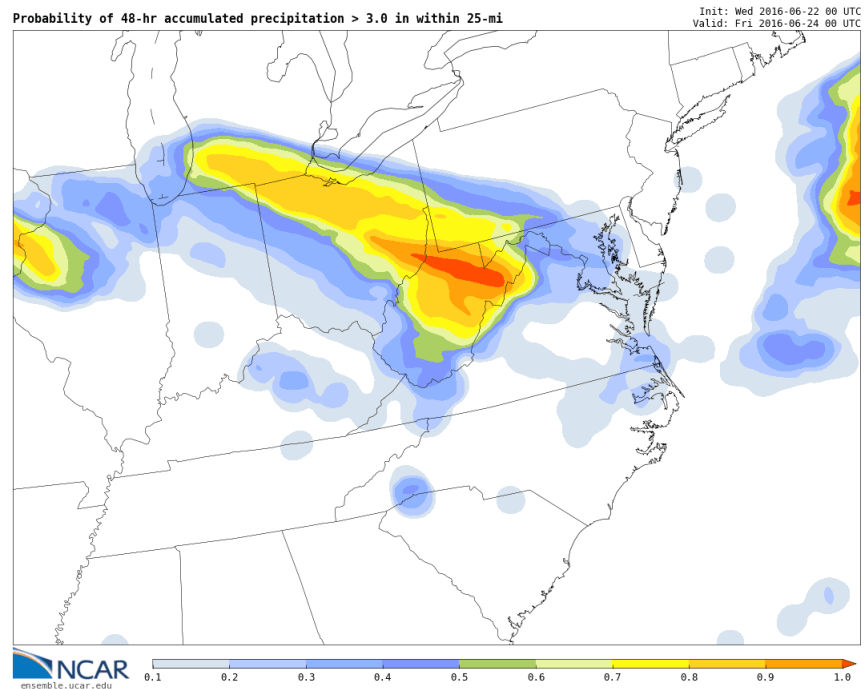 Probability of 48-hr accumulated precipitation > 3.0 in within 25-mi
Init: Wed 2016-06-22 00 UTC
Valid: Fri 2016-06-24 00 UTC
NCAR
ensemble.ucar.edu
0.1 0.2 0.3 0.4 0.5 0.6 0.7 0.8 0.9 1.0